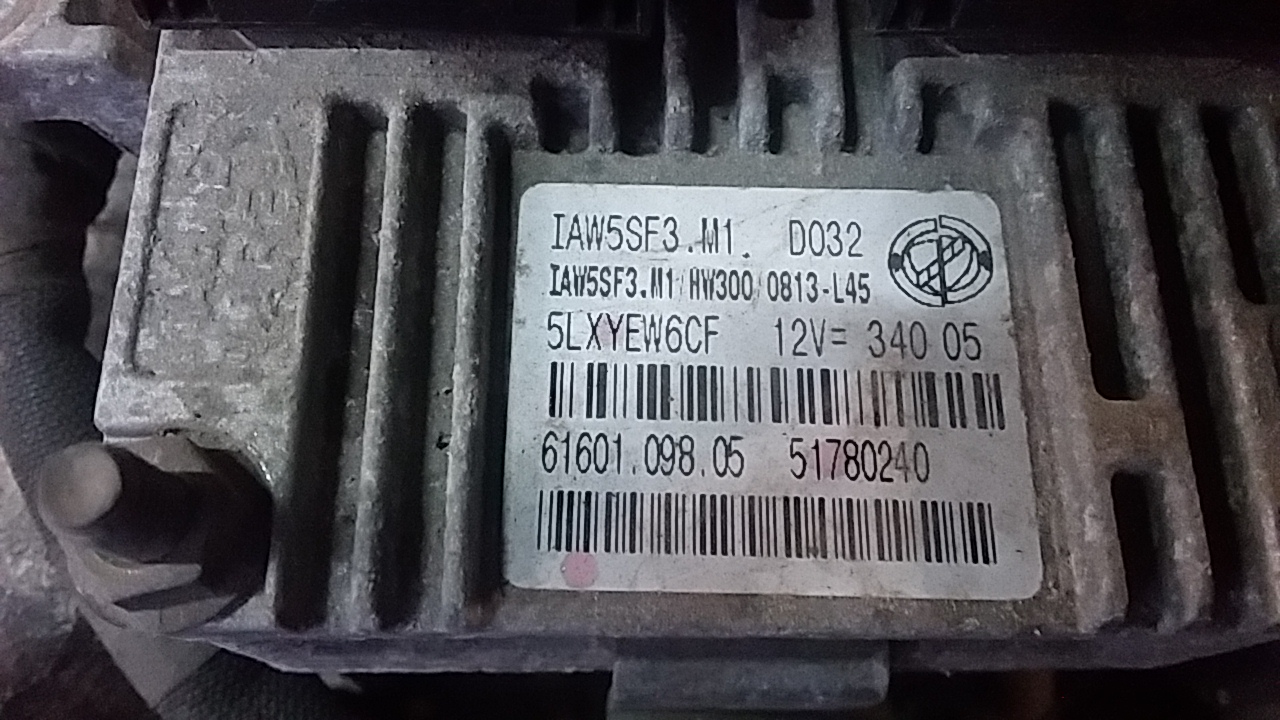 IAW5SF3.M1. D032
IAW5SF3.M1/HW300/0813-L45
5LXYEW6CF 12V= 340 05
61601.098.05 51780240